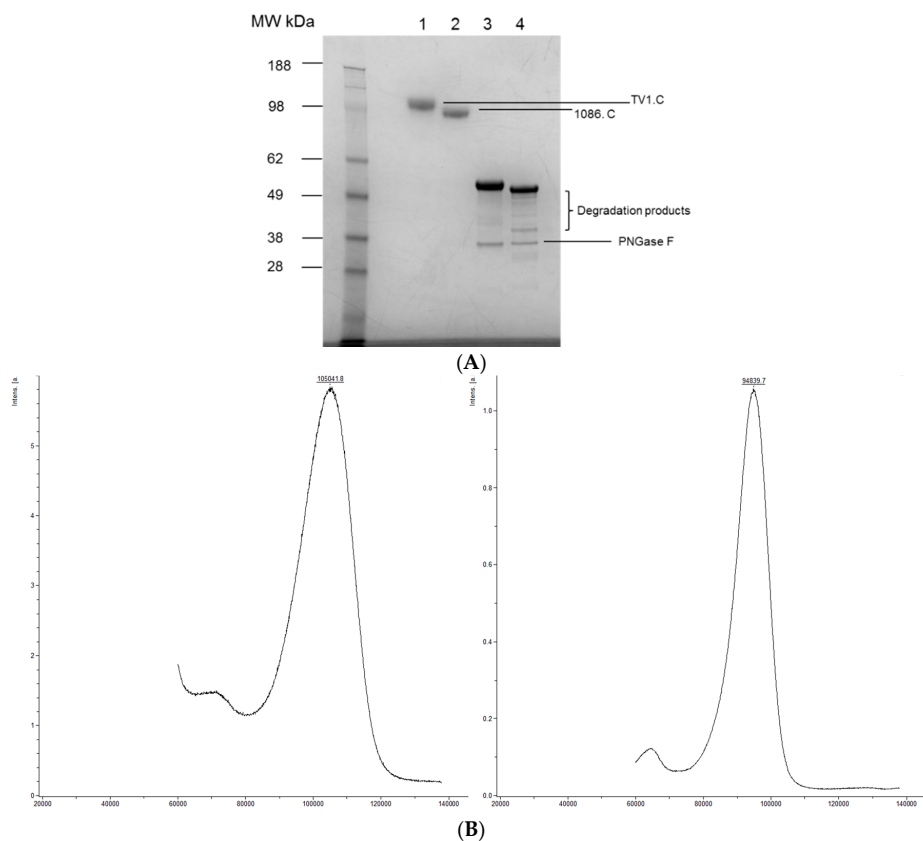 MW kDa 1 2 3 4
188
98
TV1.C
1086. C
62
49
Degradation products
38
PNGase F
28
(A)
105041.8
94839.7
Intens. [a.
Intens. [a.
5
4
3
2
1
0
20000 40000 60000 80000 100000 120000 140000
1.0
0.8
0.6
0.4
0.2
0.0
20000 40000 60000 80000 100000 120000 140000
(B)